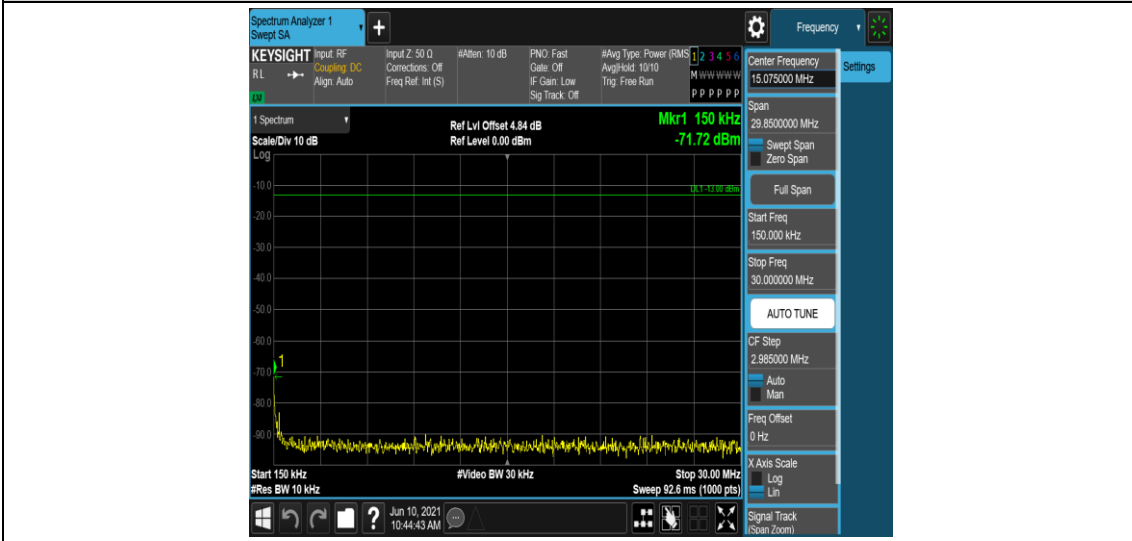 Spectrum Analyzer 1
Swept SA
+
Frequency
KEYSIGHT
RL
Input: RF
Coupling: DC
Align: Auto
Input Z: 50 Ω
Corrections: Off
Freq Ref: Int (S)
#Atten: 10 dB
PNO: Fast
Gate: Off
IF Gain: Low
Sig Track: Off
#Avg Type: Power (RMS
Avg|Hold: 10/10
Trig: Free Run
1 2 3 4 5 6
M W W W W W
P P P P P P
Center Frequency
15.075000 MHz
Settings
Span
29.8500000 MHz
Swept Span
Zero Span
Full Span
Start Freq
150.000 kHz
Stop Freq
30.000000 MHz
AUTO TUNE
CF Step
2.985000 MHz
Auto
Man
Freq Offset
0 Hz
X Axis Scale
Log
Lin
Signal Track
(Span Zoom)
1 Spectrum
Scale/Div 10 dB
Log
Ref Lvl Offset 4.84 dB
Ref Level 0.00 dBm
Mkr1 150 kHz
-71.72 dBm
-10.0
DL1 -13.00 dBm
-20.0
-30.0
-40.0
-50.0
-60.0
1
-70.0
-80.0
-90.0
Start 150 kHz
#Video BW 30 kHz
Stop 30.00 MHz
#Res BW 10 kHz
Sweep 92.6 ms (1000 pts)
?
Jun 10, 2021
10:44:43 AM